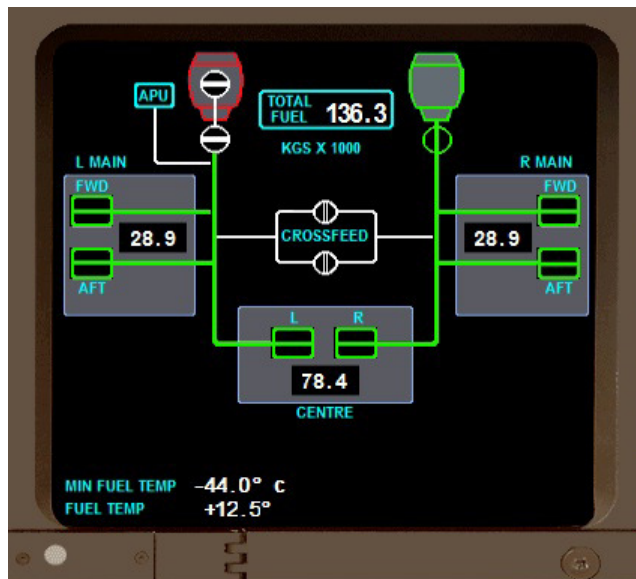 APU
TOTAL FUEL 136.3
KGS X 1000
L MAIN
R MAIN
FWD
FWD
28.9
CROSSFEED
28.9
AFT
AFT
L R
78.4
CENTRE
MIN FUEL TEMP -44.0° c
FUEL TEMP +12.5°